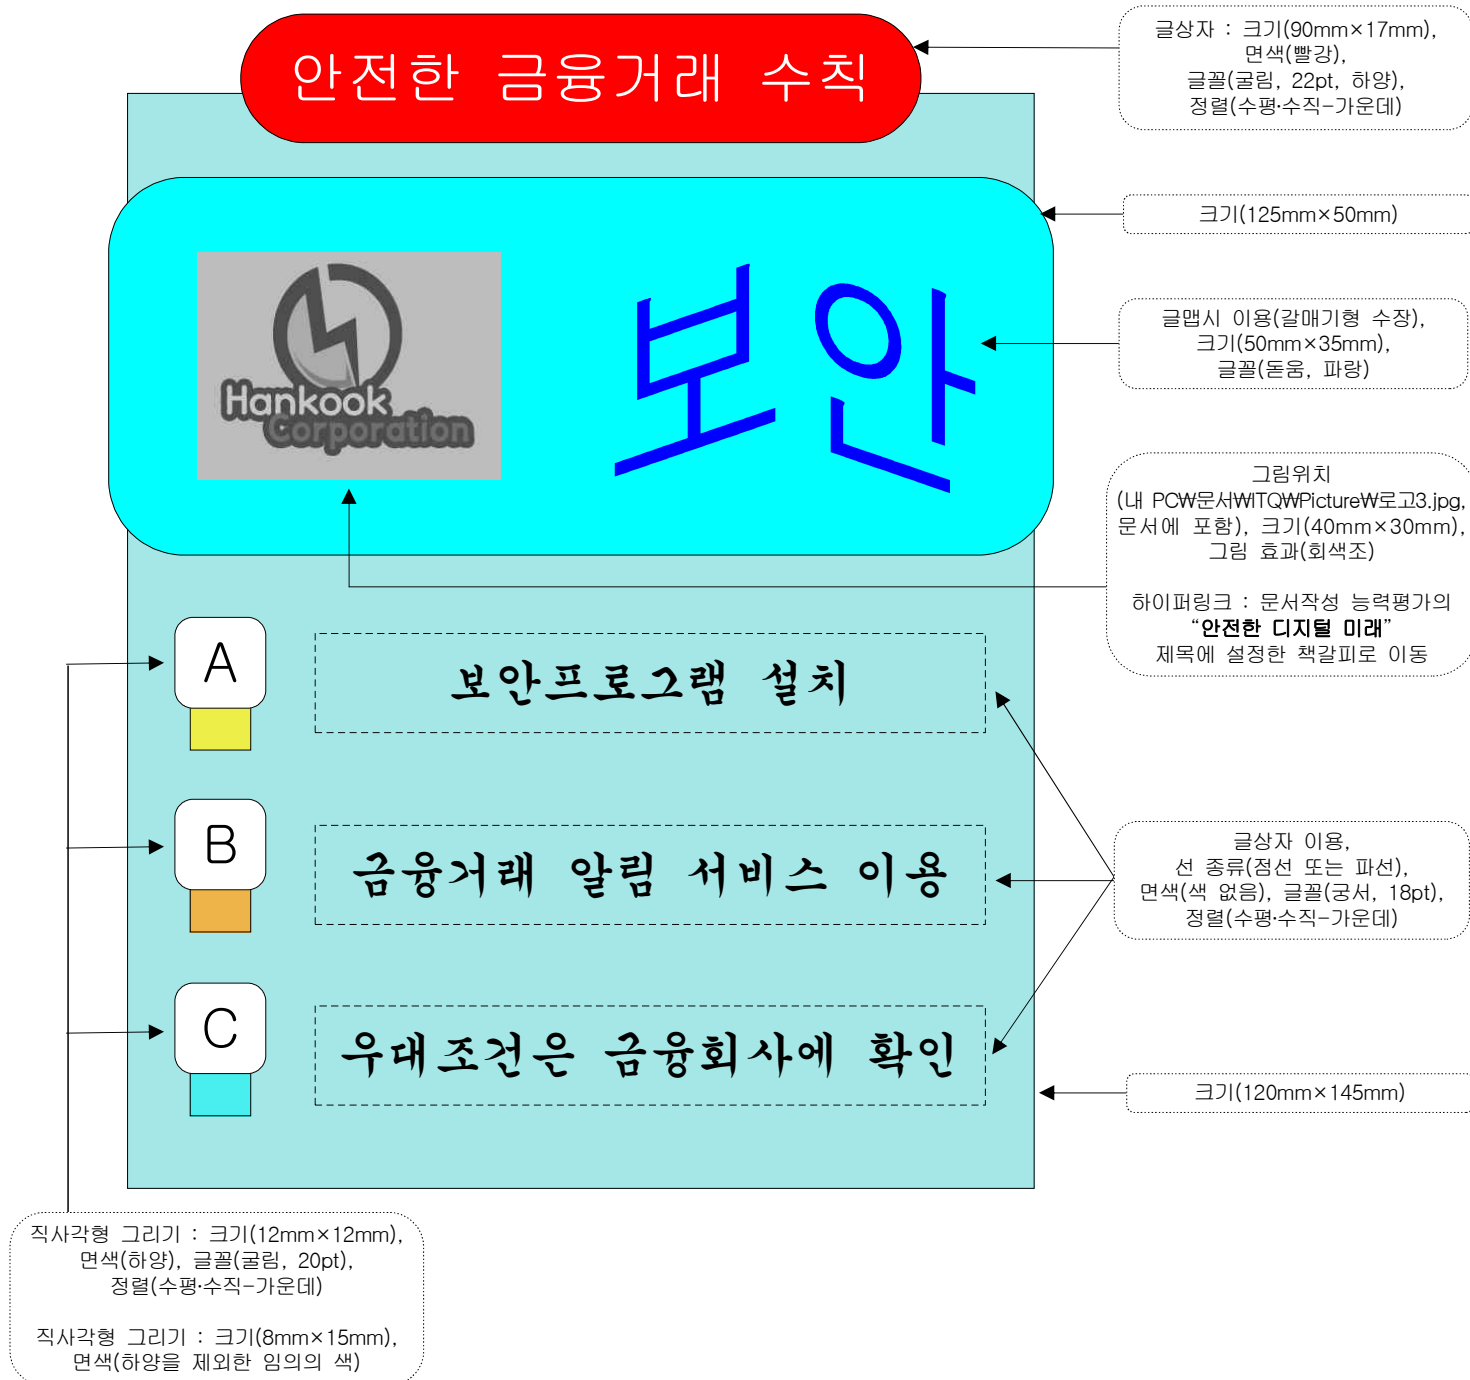 안전한 금융거래 수칙
글상자 : 크기(90mm×17mm),
면색(빨강),
글꼴(굴림, 22pt, 하양),
정렬(수평·수직-가운데)
크기(125mm×50mm)
Hankook
Corporation
보안
글맵시 이용(갈매기형 수장),
크기(50mm×35mm),
글꼴(돋움, 파랑)
그림위치
(내 PC₩문서₩ITQ₩Picture₩로고3.jpg,
문서에 포함), 크기(40mm×30mm),
그림 효과(회색조)
하이퍼링크 : 문서작성 능력평가의
“안전한 디지털 미래”
제목에 설정한 책갈피로 이동
A
보안프로그램 설치
B
금융거래 알림 서비스 이용
글상자 이용,
선 종류(점선 또는 파선),
면색(색 없음), 글꼴(궁서, 18pt),
정렬(수평·수직-가운데)
C
우대조건은 금융회사에 확인
크기(120mm×145mm)
직사각형 그리기 : 크기(12mm×12mm),
면색(하양), 글꼴(굴림, 20pt),
정렬(수평·수직-가운데)
직사각형 그리기 : 크기(8mm×15mm),
면색(하양을 제외한 임의의 색)